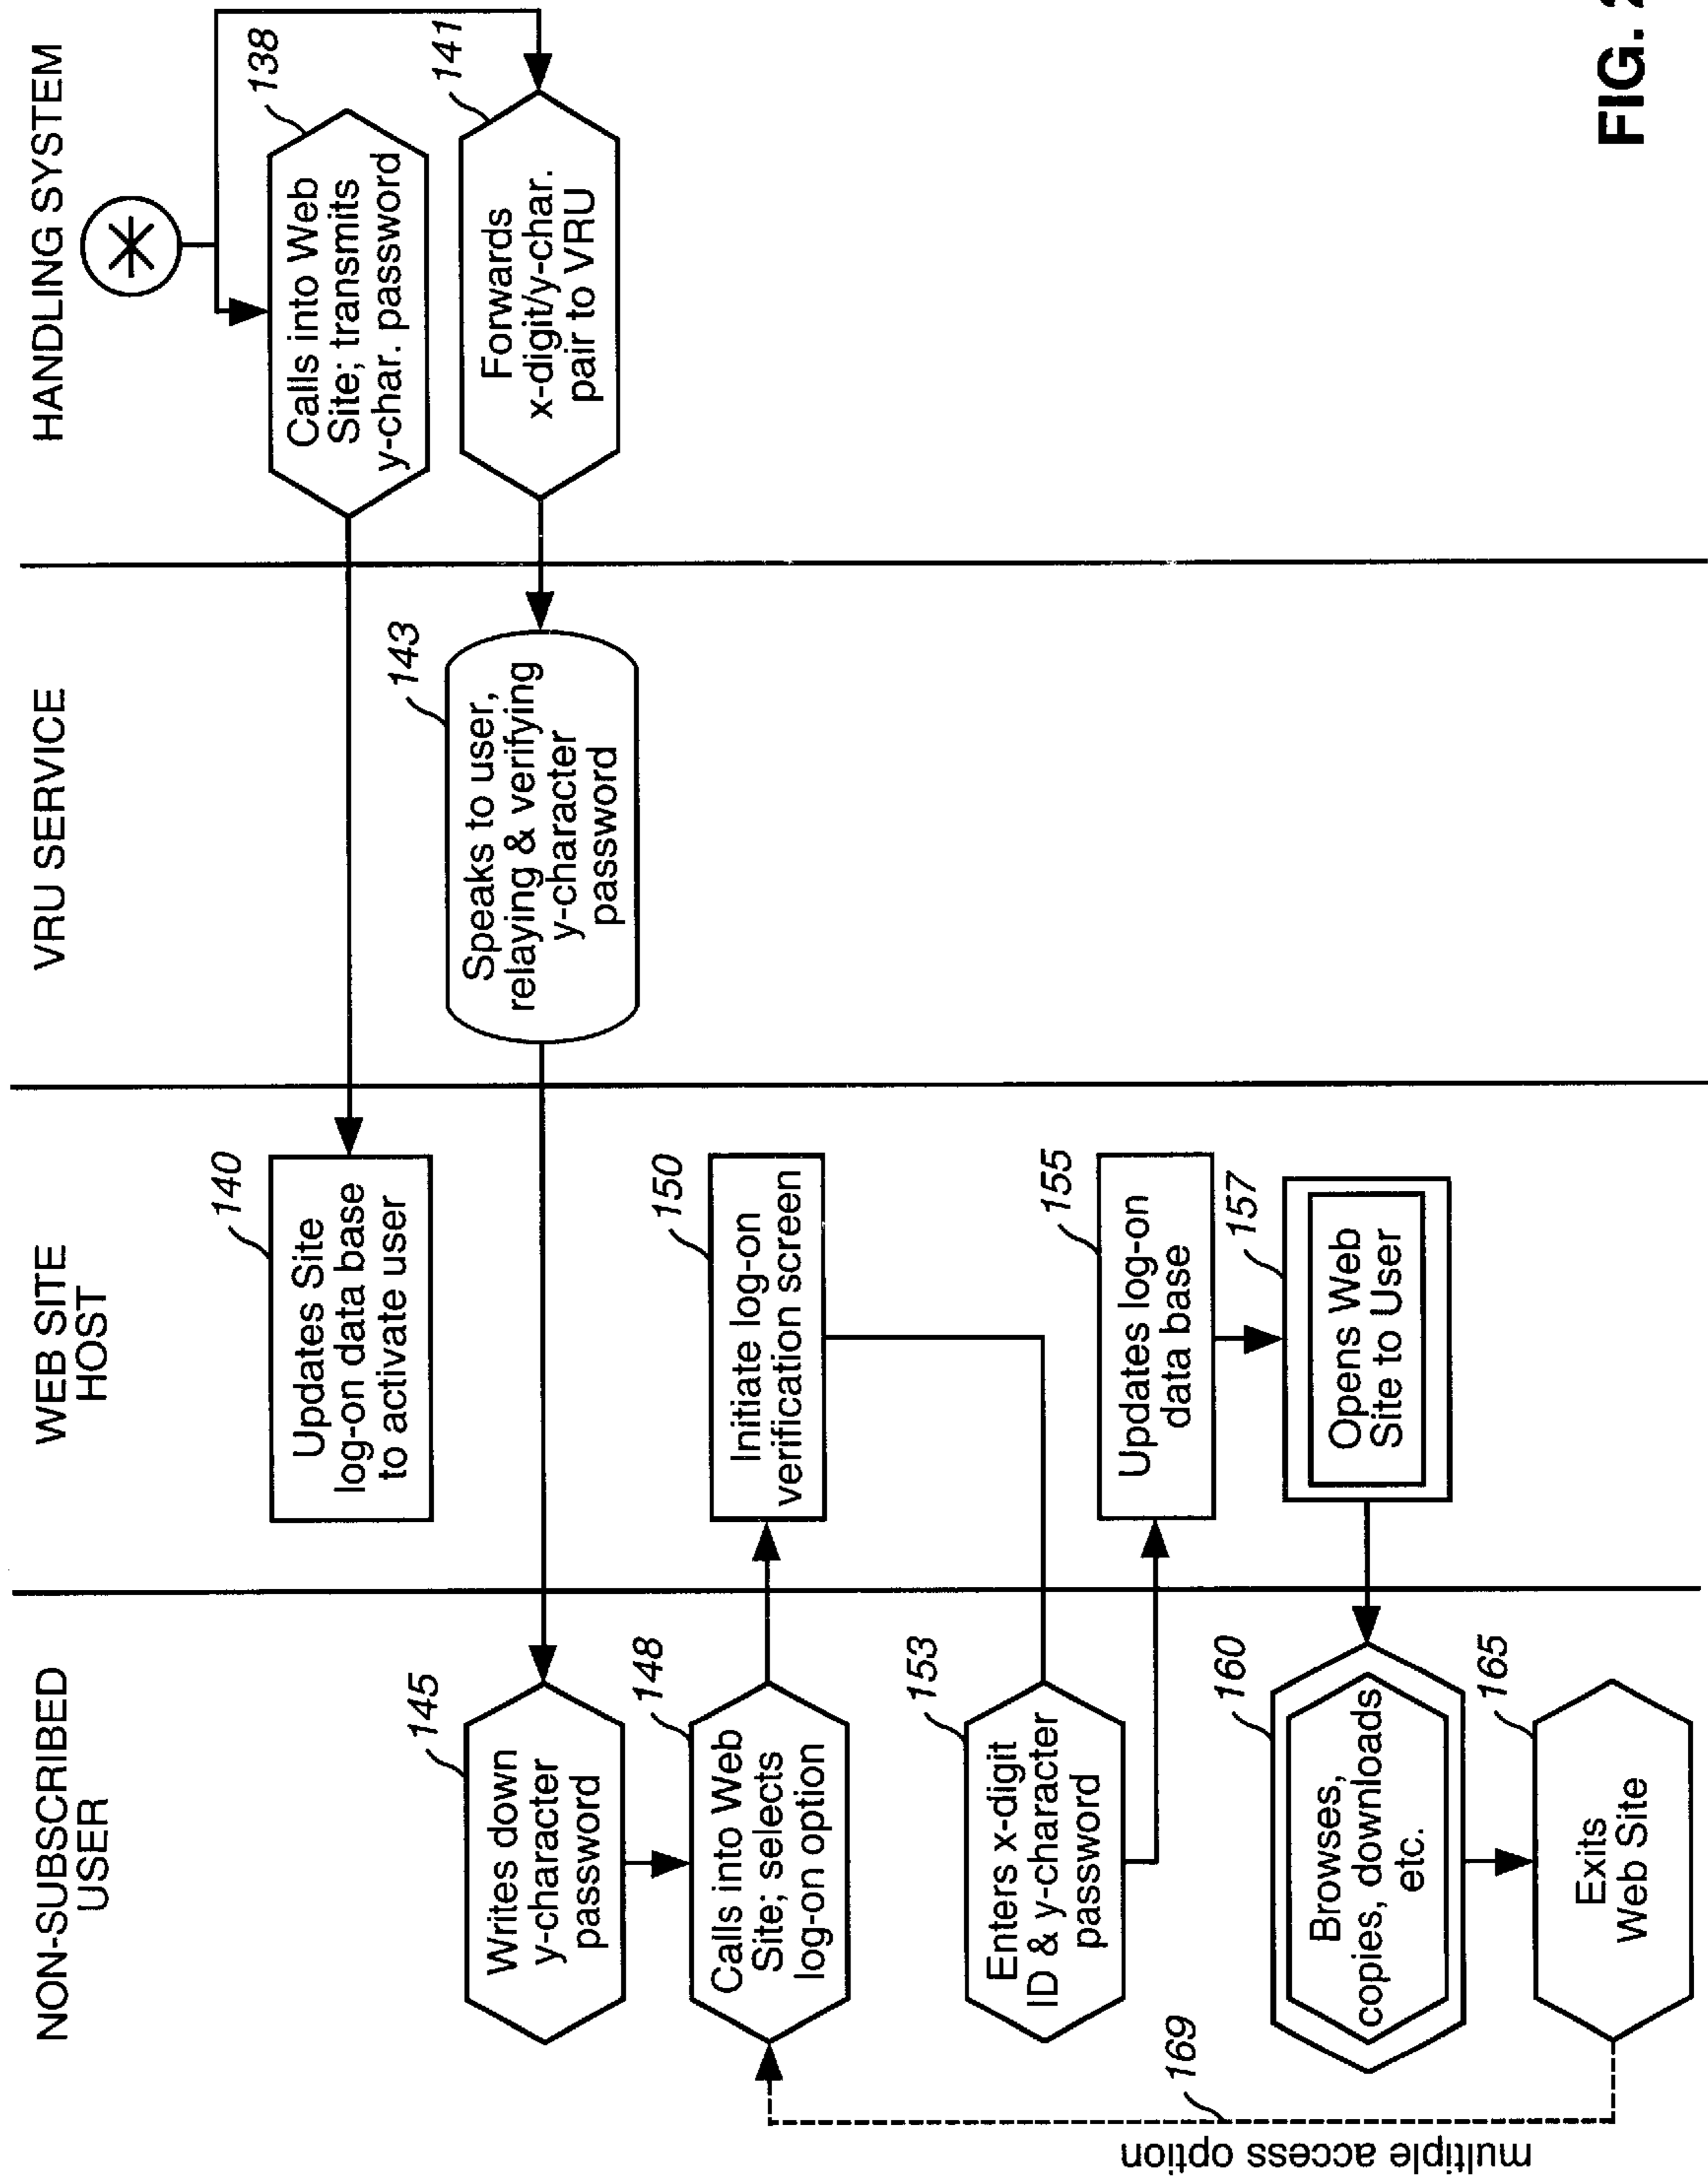 NON-SUBSCRIBED
USER
WEB SITE
HOST
VRU SERVICE
HANDLING SYSTEM
138
Calls into Web
Site; transmits
y-char. password
140
Updates Site
log-on data base
to activate user
141
Forwards
x-digit/y-char.
pair to VRU
143
Speaks to user,
relaying & verifying
y-character
password
145
Writes down
y-character
password
148
Calls into Web
Site; selects
log-on option
150
Initiate log-on
verification screen
153
Enters x-digit
ID & y-character
password
155
Updates log-on
data base
157
Opens Web
Site to User
160
Browses,
copies, downloads
etc.
165
Exits
Web Site
169
multiple access option
FIG.